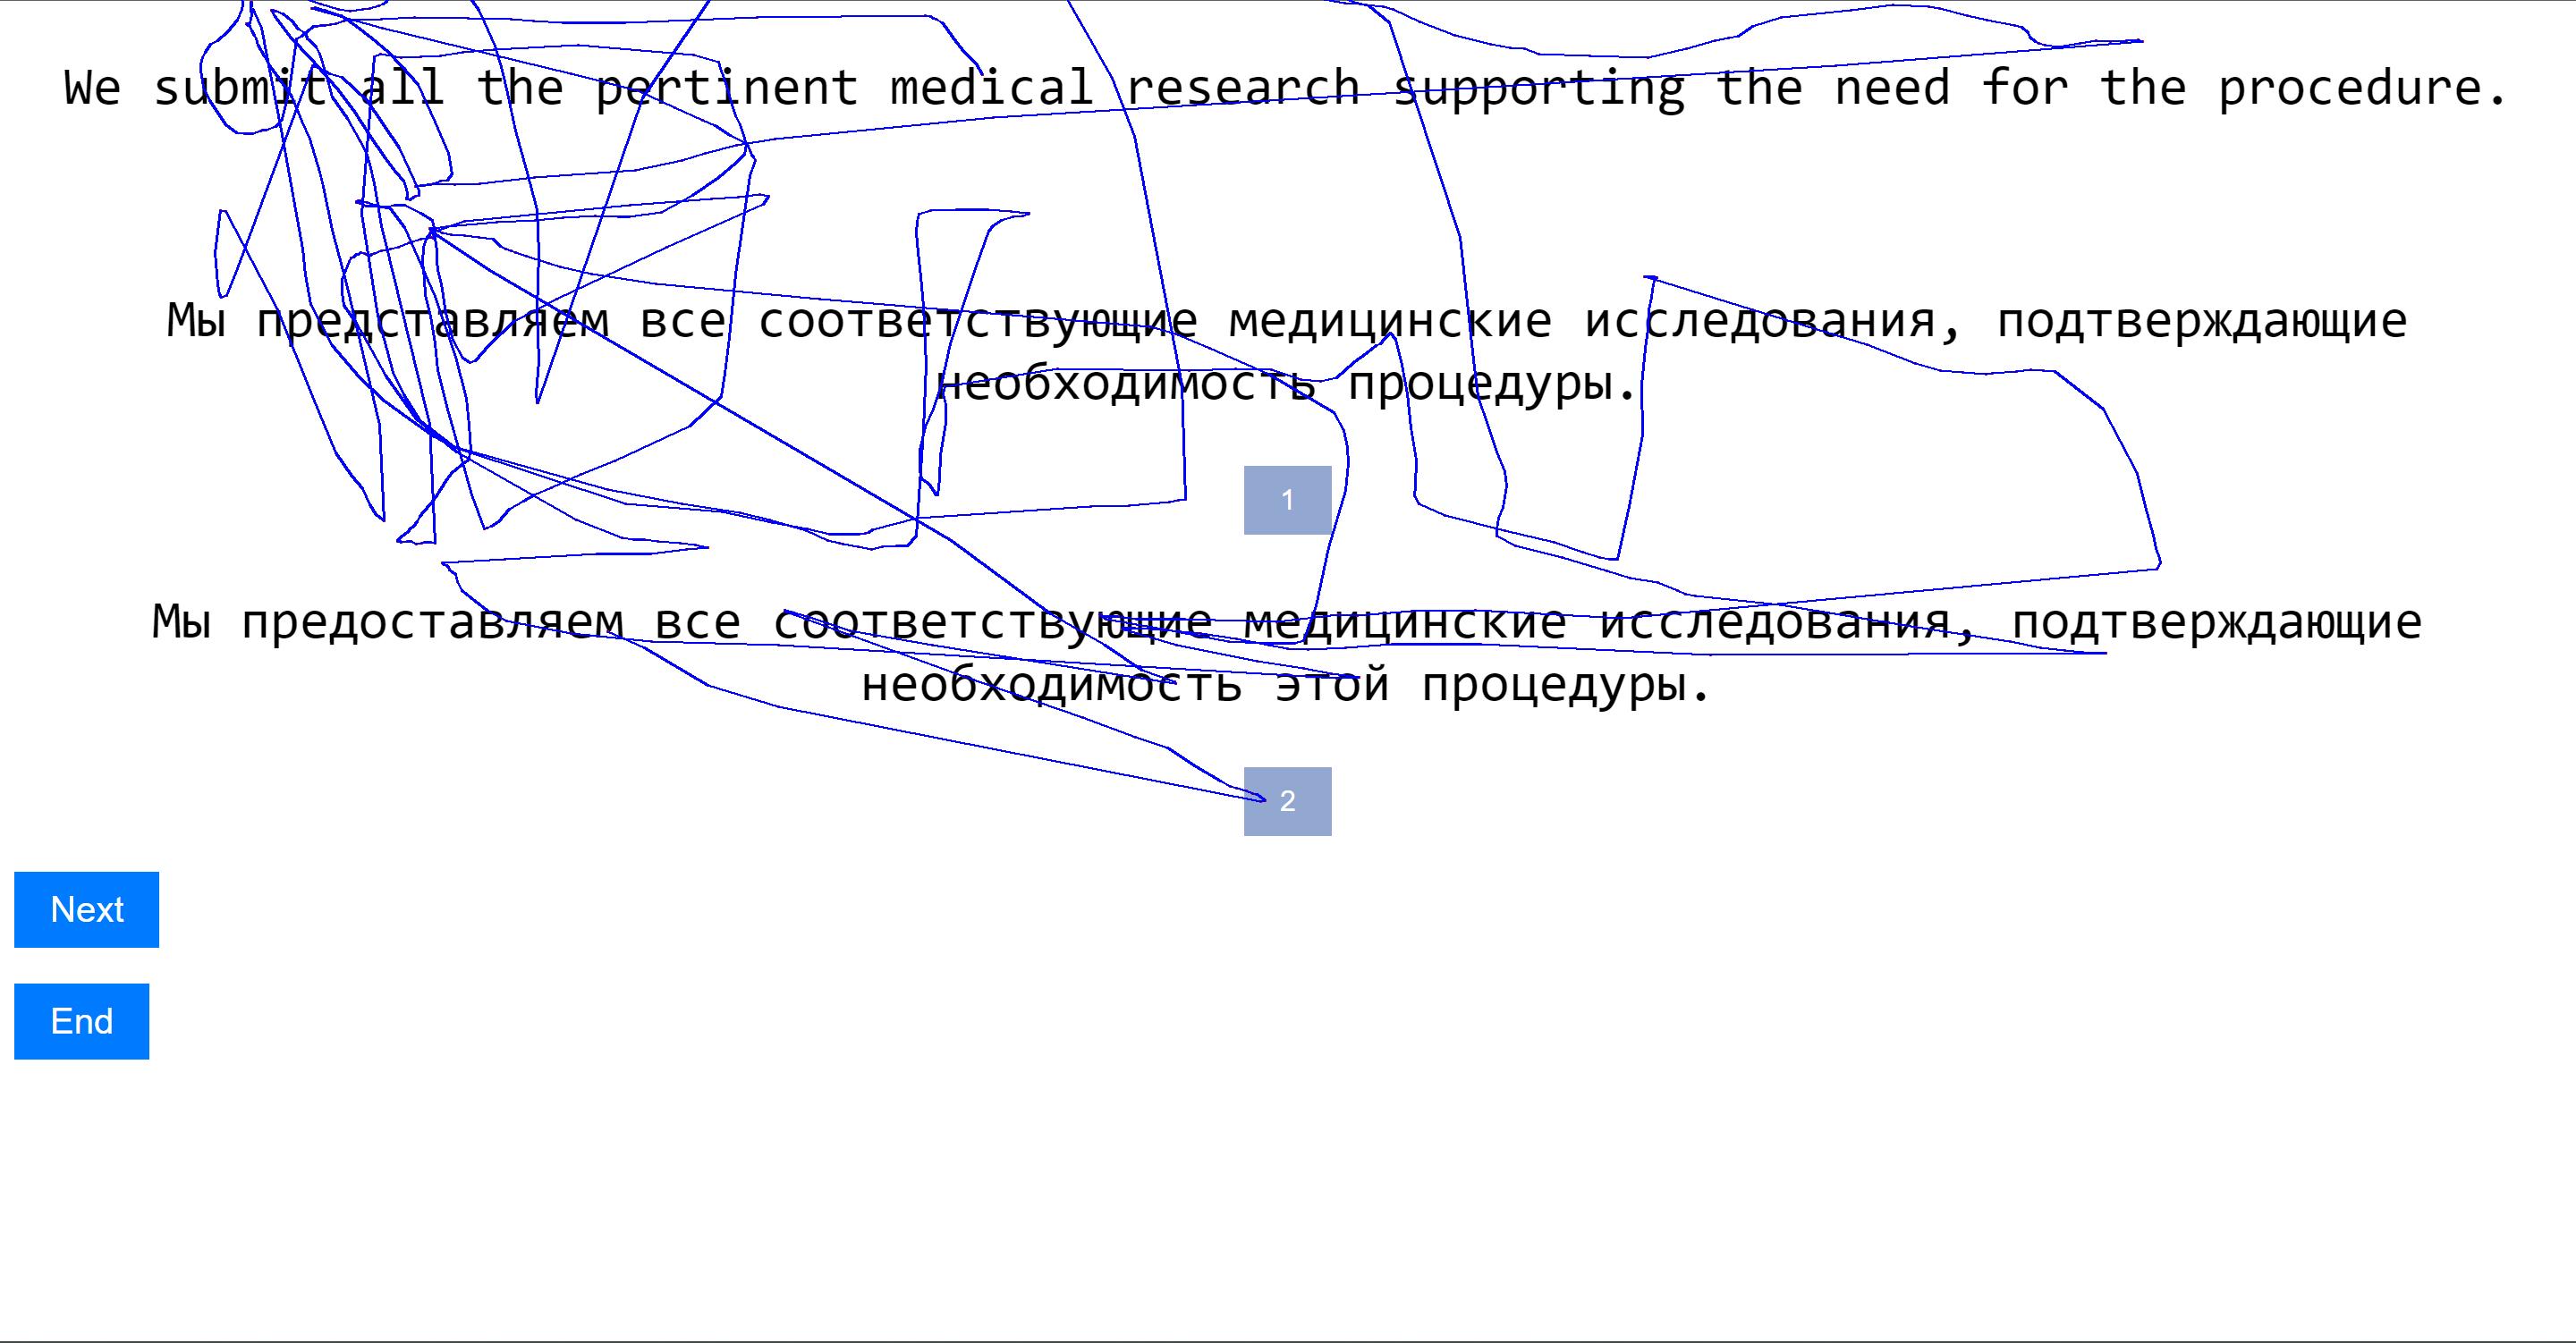 We submit all the pertinent medical research supporting the need for the procedure.
Мы представляем все соответствующие медицинские исследования, подтверждающие
необходимость процедуры.
1
Мы предоставляем все соответствующие медицинские исследования, подтверждающие
необходимость этой процедуры.
2
Next
End